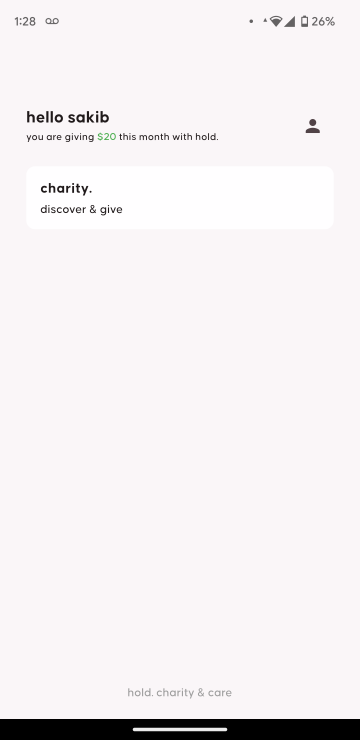 1:28 26%
hello sakib
you are giving $20 this month with hold.
charity.
discover & give
hold. charity & care